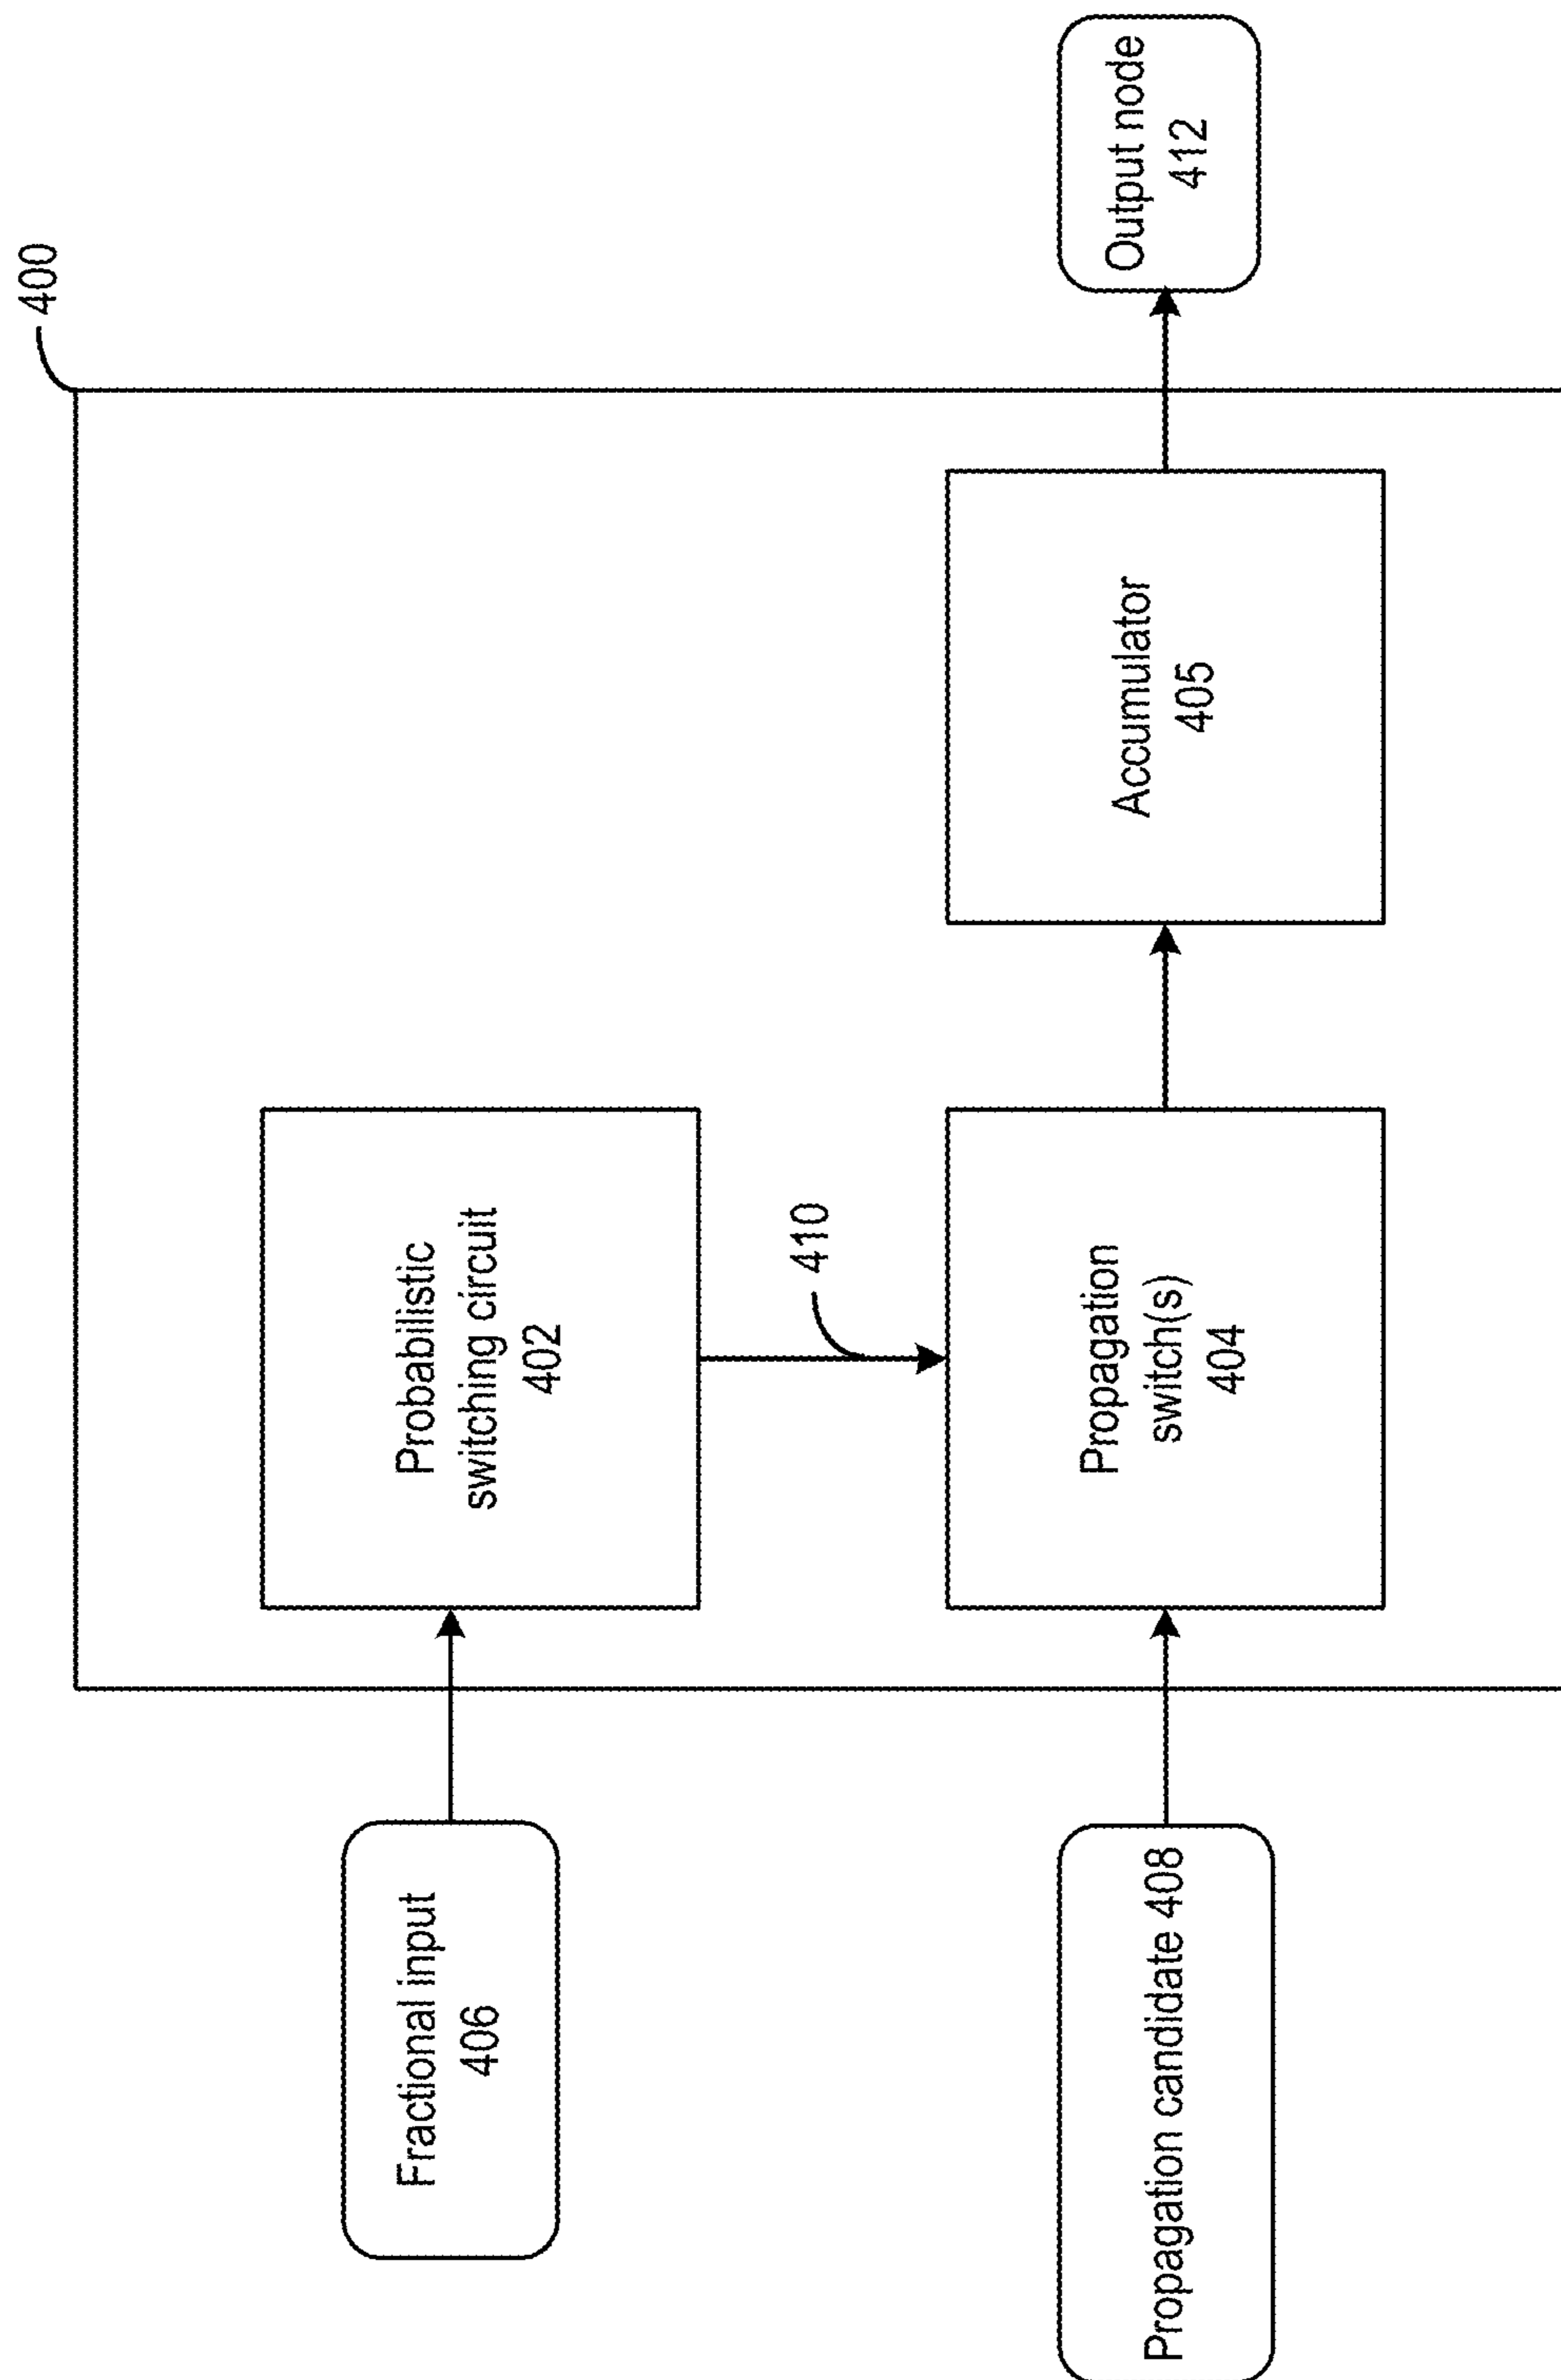 400
Fractional input
406
Probabilistic
switching circuit
402
410
Propagation candidate 408
Propagation
switch(s)
404
Accumulator
405
Output node
412